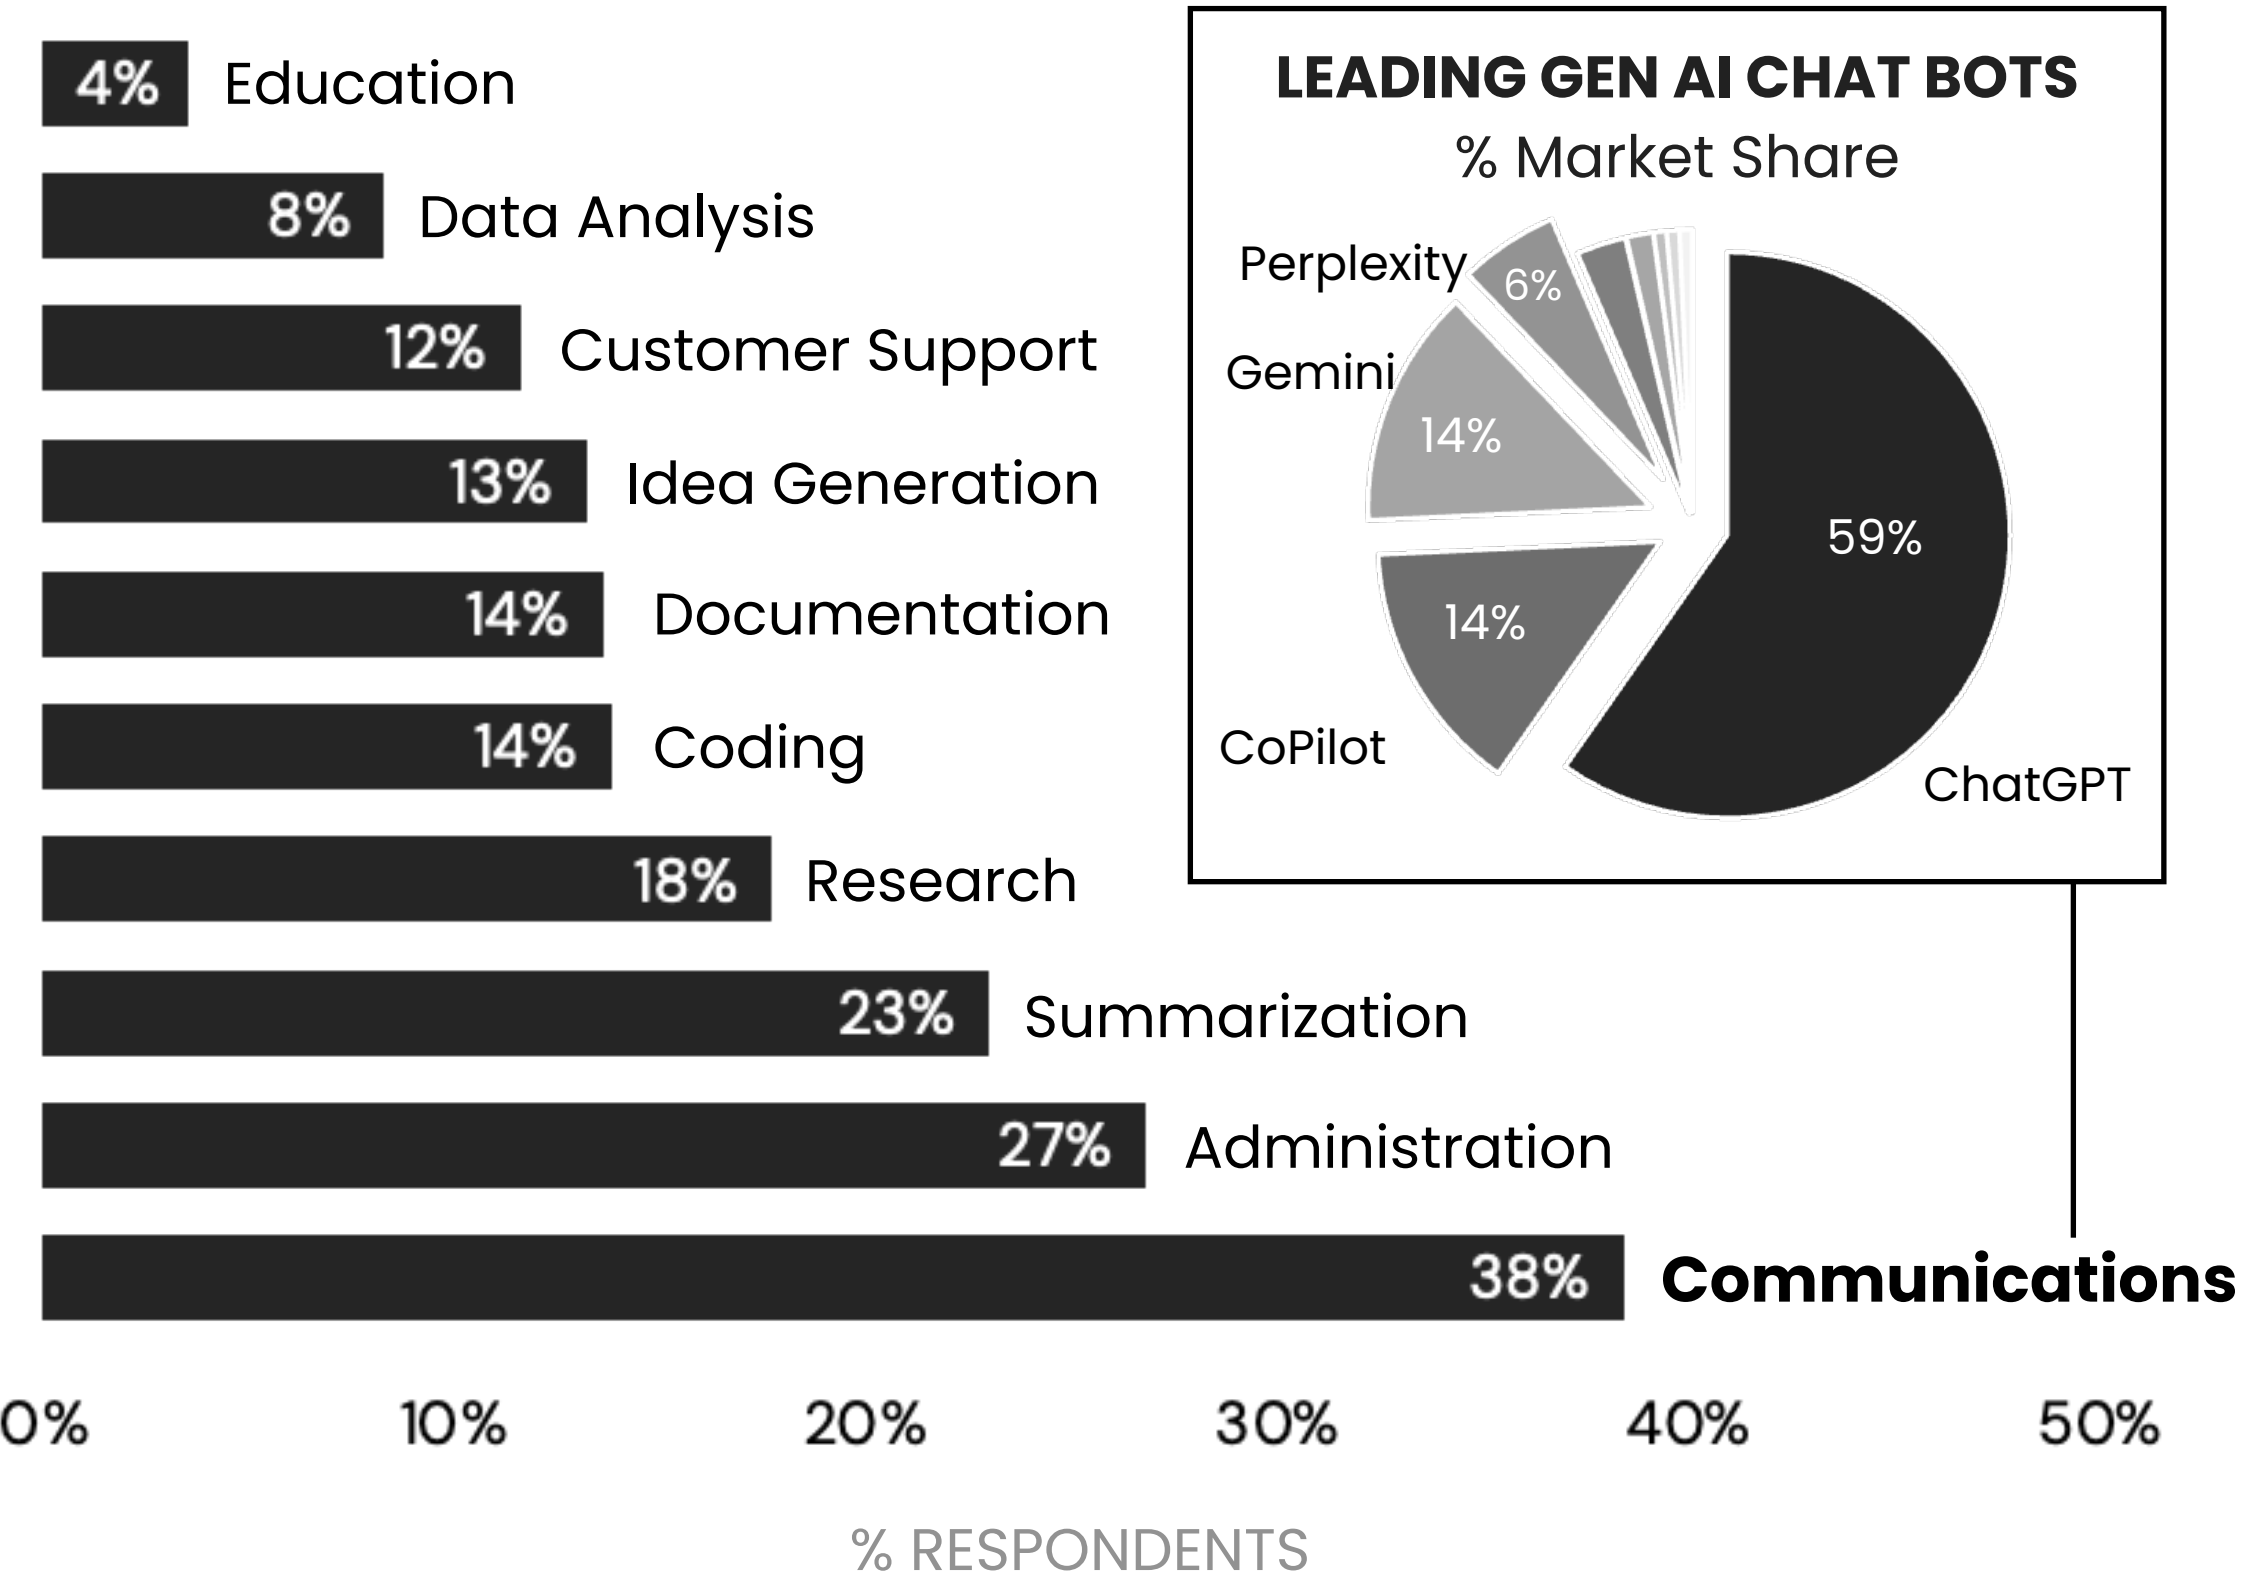 4% Education
8% Data Analysis
12% Customer Support
13% Idea Generation
14% Documentation
14% Coding
18% Research
23% Summarization
27% Administration
38% Communications
0% 10% 20% 30% 40% 50%
% RESPONDENTS
LEADING GEN AI CHAT BOTS
% Market Share
Perplexity
6%
Gemini
14%
59%
14%
CoPilot
ChatGPT